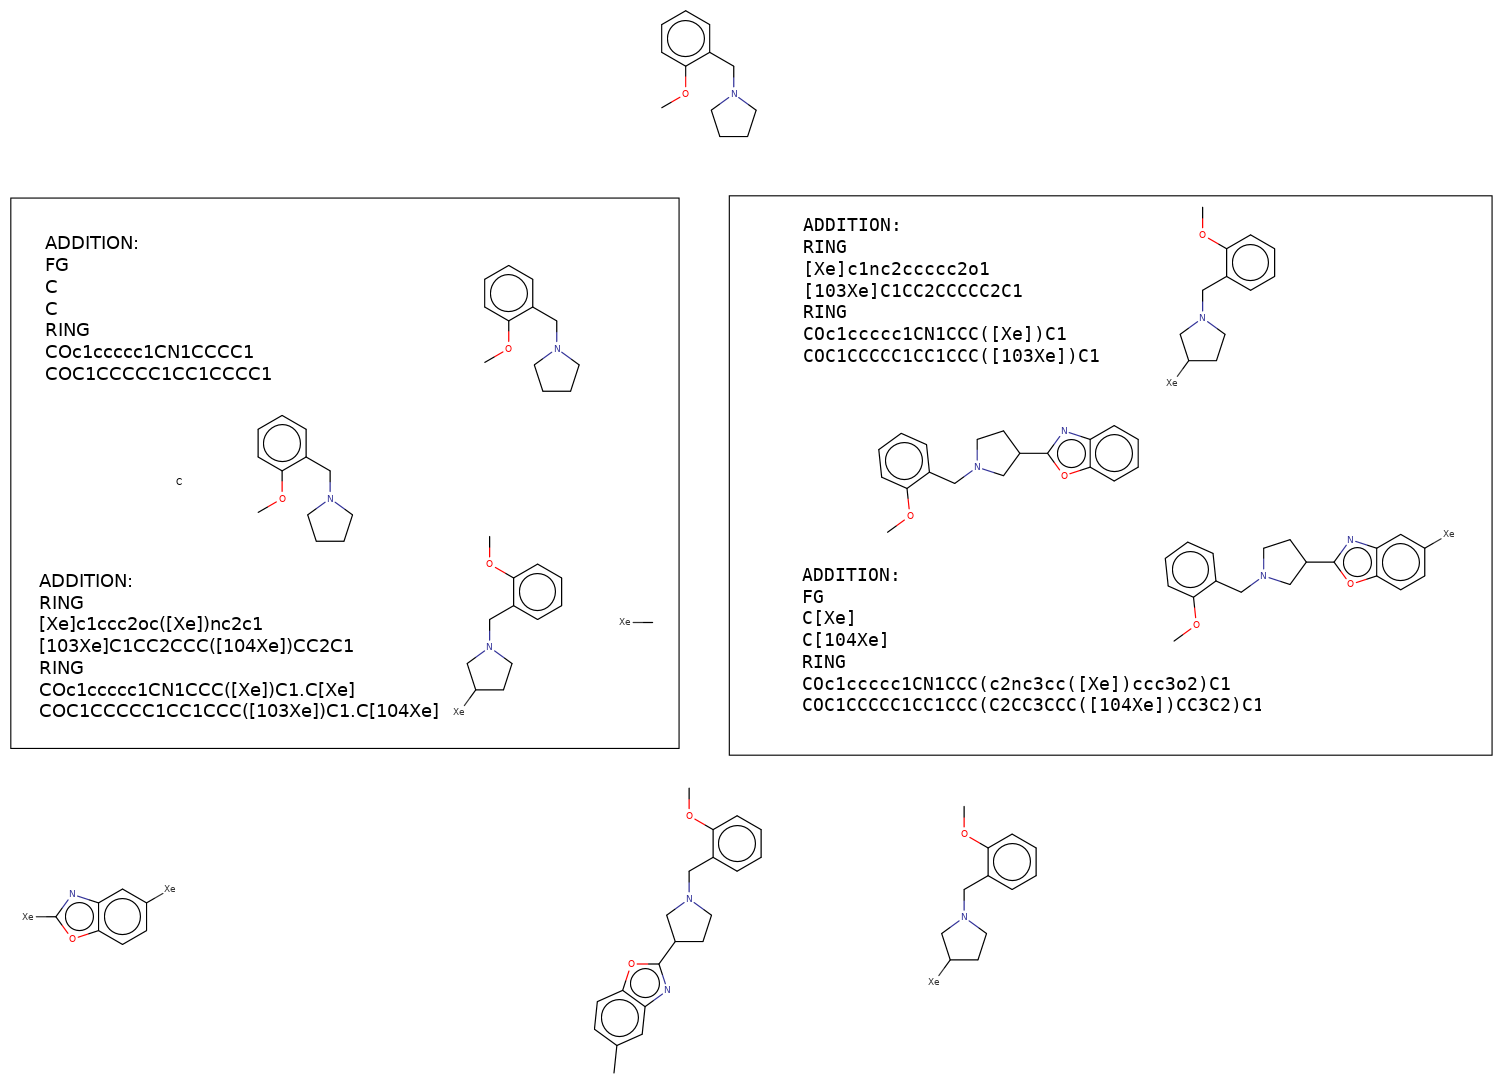 O
N
ADDITION:
FG
C
C
RING
COc1ccccc1CN1CCCC1
COC1CCCCC1CC1CCCC1
O
N
C
O
N
ADDITION:
RING
[Xe]c1ccc2oc([Xe])nc2c1
[103Xe]C1CC2CCC([104Xe])CC2C1
RING
COc1ccccc1CN1CCC([Xe])C1.C[Xe]
COC1CCCCC1CC1CCC([103Xe])C1.C[104Xe]
O
N
Xe
Xe
ADDITION:
RING
[Xe]c1nc2ccccc2o1
[103Xe]C1CC2CCCCC2C1
RING
COc1ccccc1CN1CCC([Xe])C1
COC1CCCCC1CC1CCC([103Xe])C1
O
N
Xe
N
O
N
O
ADDITION:
FG
C[Xe]
C[104Xe]
RING
COc1ccccc1CN1CCC(c2nc3cc([Xe])ccc3o2)C1
COC1CCCCC1CC1CCC(C2CC3CCC([104Xe])CC3C2)C1
Xe
N
N
O
O
Xe
N
Xe
O
O
N
O
N
O
N
Xe